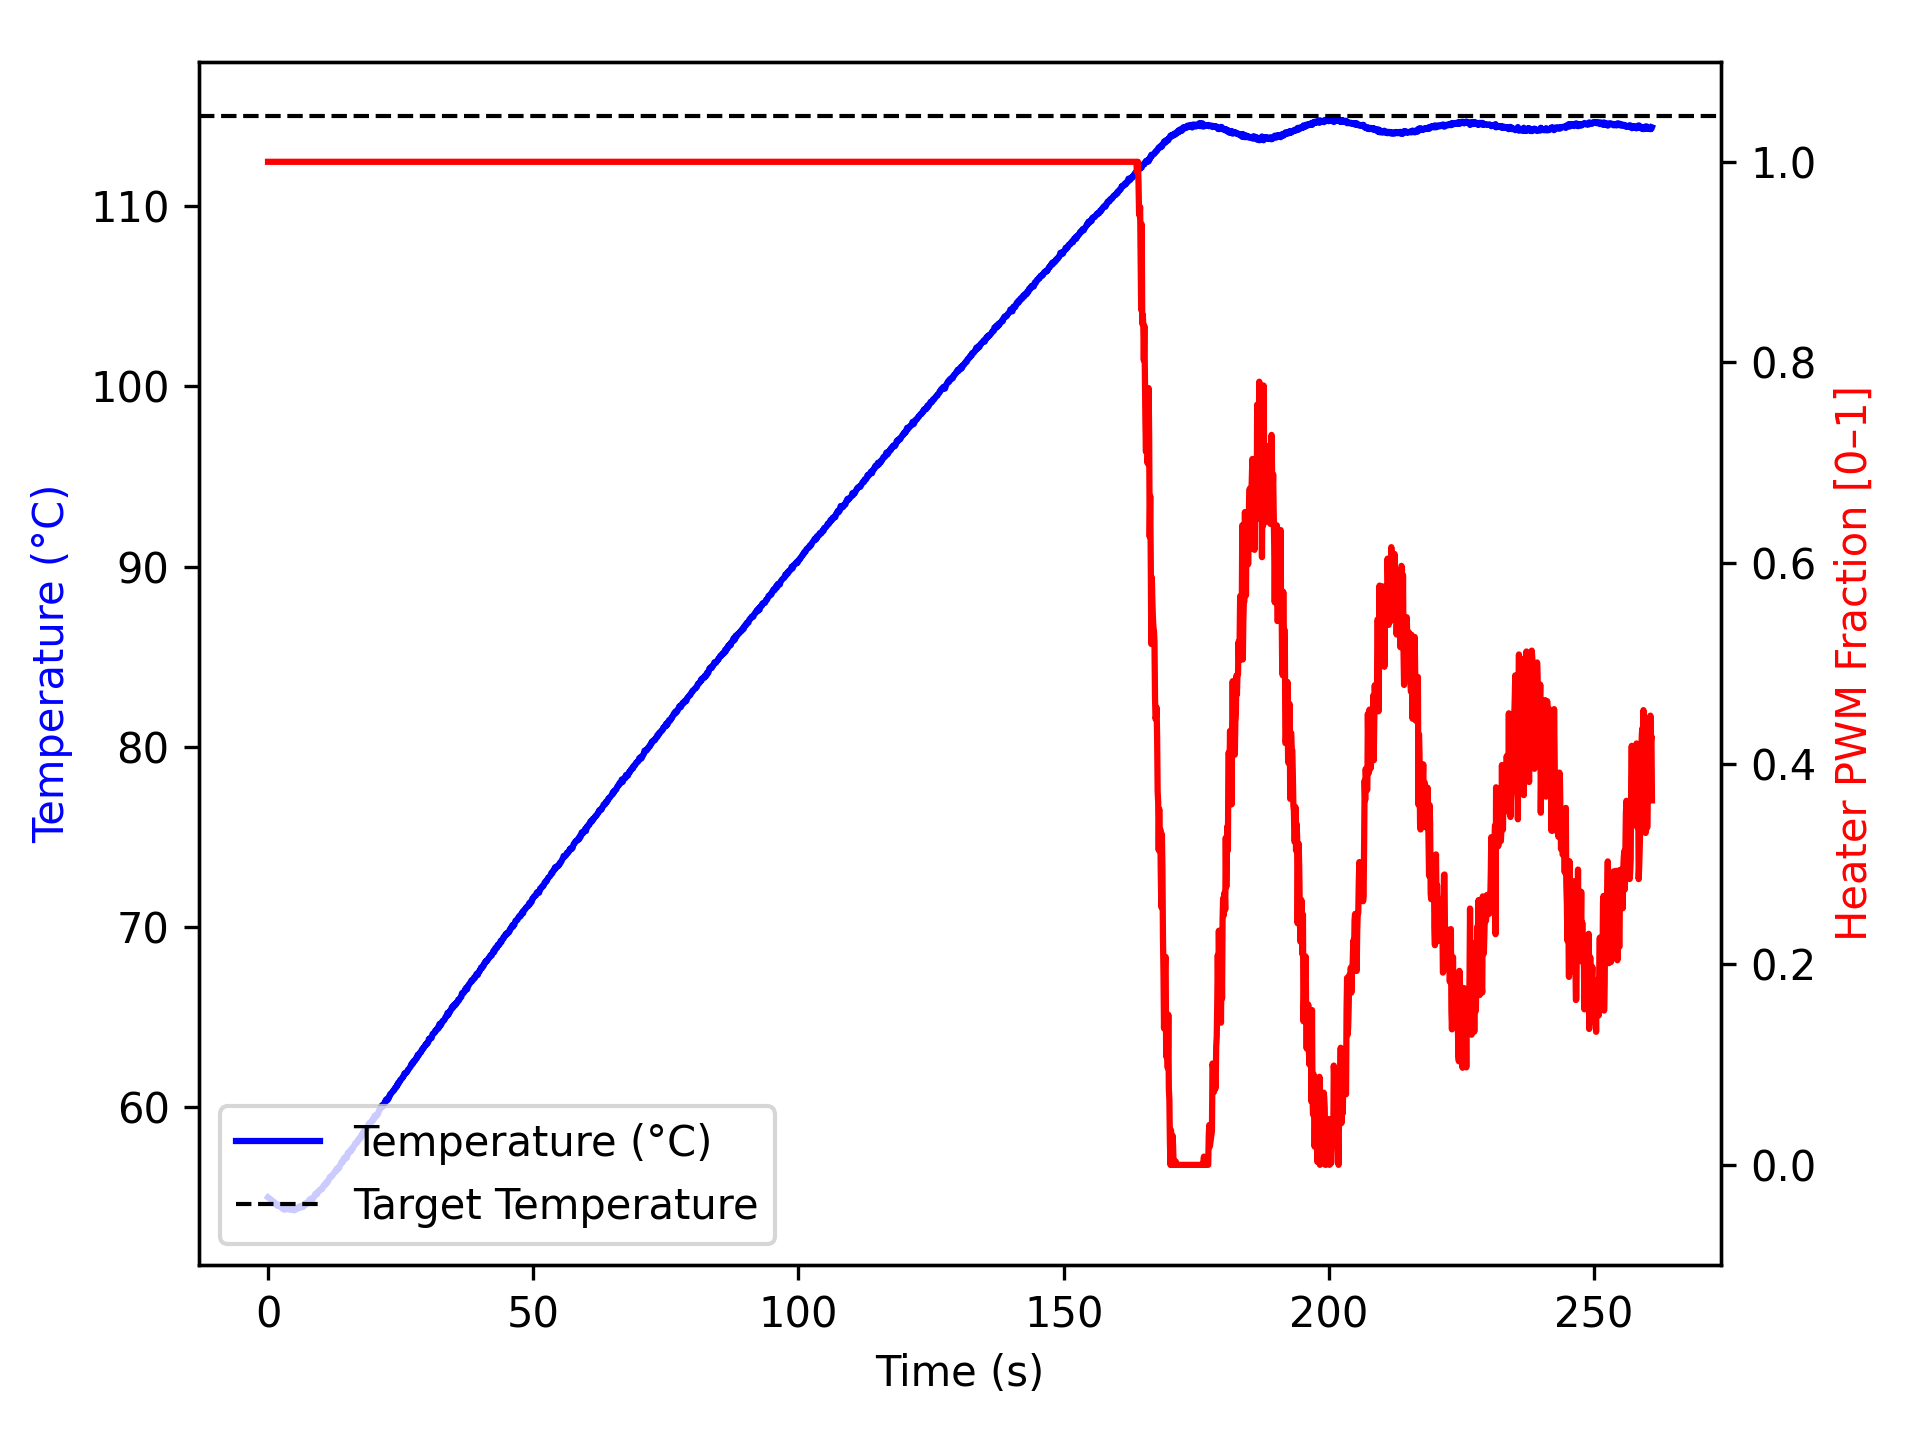 110
100
90
80
70
60
Temperature (°C)
1.0
0.8
0.6
0.4
0.2
0.0
Heater PWM Fraction [0–1]
Temperature (°C)
Target Temperature
0 50 100 150 200 250
Time (s)